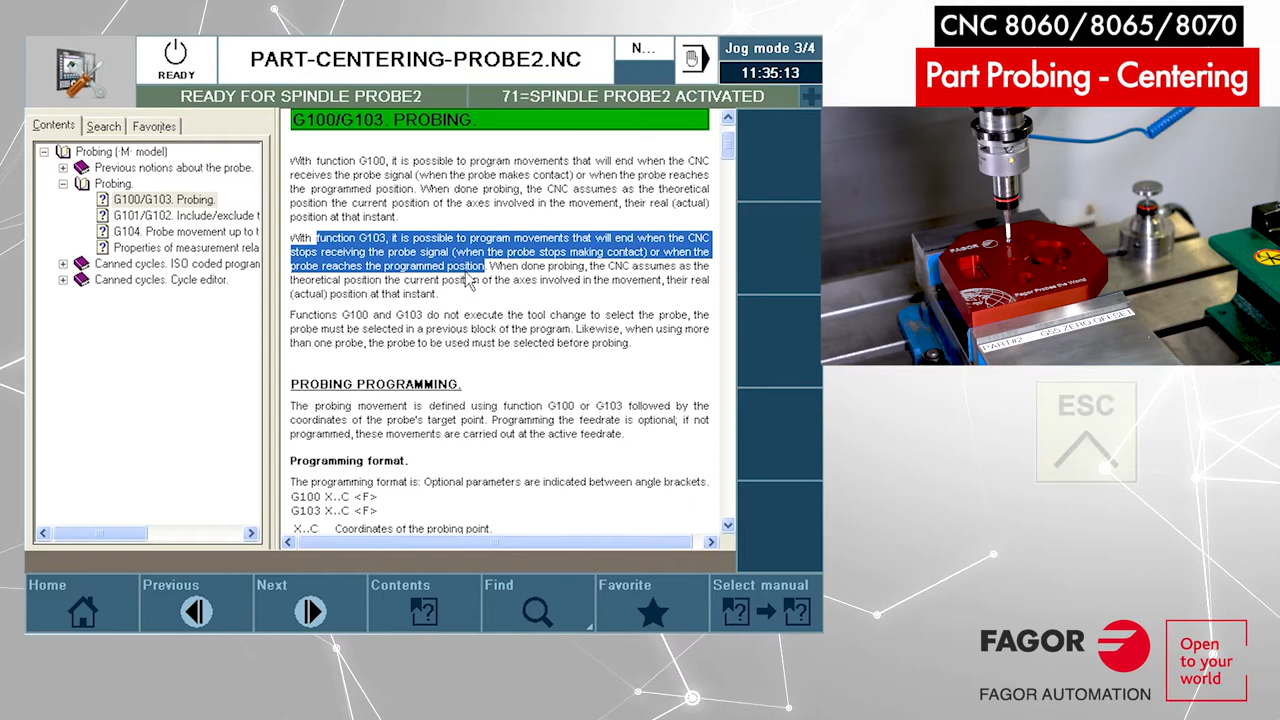 CNC 8060/8065/8070
Part Probing - Centering
READY
PART-CENTERING-PROBE2.NC
N...
Jog mode 3/4
11:35:13
READY FOR SPINDLE PROBE2
71=SPINDLE PROBE2 ACTIVATED
Contents
Search
Favorites
Probing (·M· model)
Previous notions about the probe.
Probing.
G100/G103. Probing.
G101/G102. Include/exclude t
G104. Probe movement up to t
Properties of measurement rela
Canned cycles. ISO coded progran
Canned cycles. Cycle editor.
G100/G103. PROBING.
With function G100, it is possible to program movements that will end when the CNC
receives the probe signal (when the probe makes contact) or when the probe reaches
the programmed position. When done probing, the CNC assumes as the theoretical
position the current position of the axes involved in the movement, their real (actual)
position at that instant.
With function G103, it is possible to program movements that will end when the CNC
stops receiving the probe signal (when the probe stops making contact) or when the
probe reaches the programmed position. When done probing, the CNC assumes as the
theoretical position the current position of the axes involved in the movement, their real
(actual) position at that instant.
Functions G100 and G103 do not execute the tool change to select the probe, the
probe must be selected in a previous block of the program. Likewise, when using more
than one probe, the probe to be used must be selected before probing.
PROBING PROGRAMMING.
The probing movement is defined using function G100 or G103 followed by the
coordinates of the probe's target point. Programming the feedrate is optional; if not
programmed, these movements are carried out at the active feedrate.
Programming format.
The programming format is: Optional parameters are indicated between angle brackets.
G100 X..C <F>
G103 X..C <F>
X..C Coordinates of the probing point.
Home
Previous
Next
Contents
Find
Favorite
Select manual
FAGOR
Fagor Probes the World
PART#2
G55 ZERO OFFSET
ESC
FAGOR
FAGOR AUTOMATION
Open
to your
world